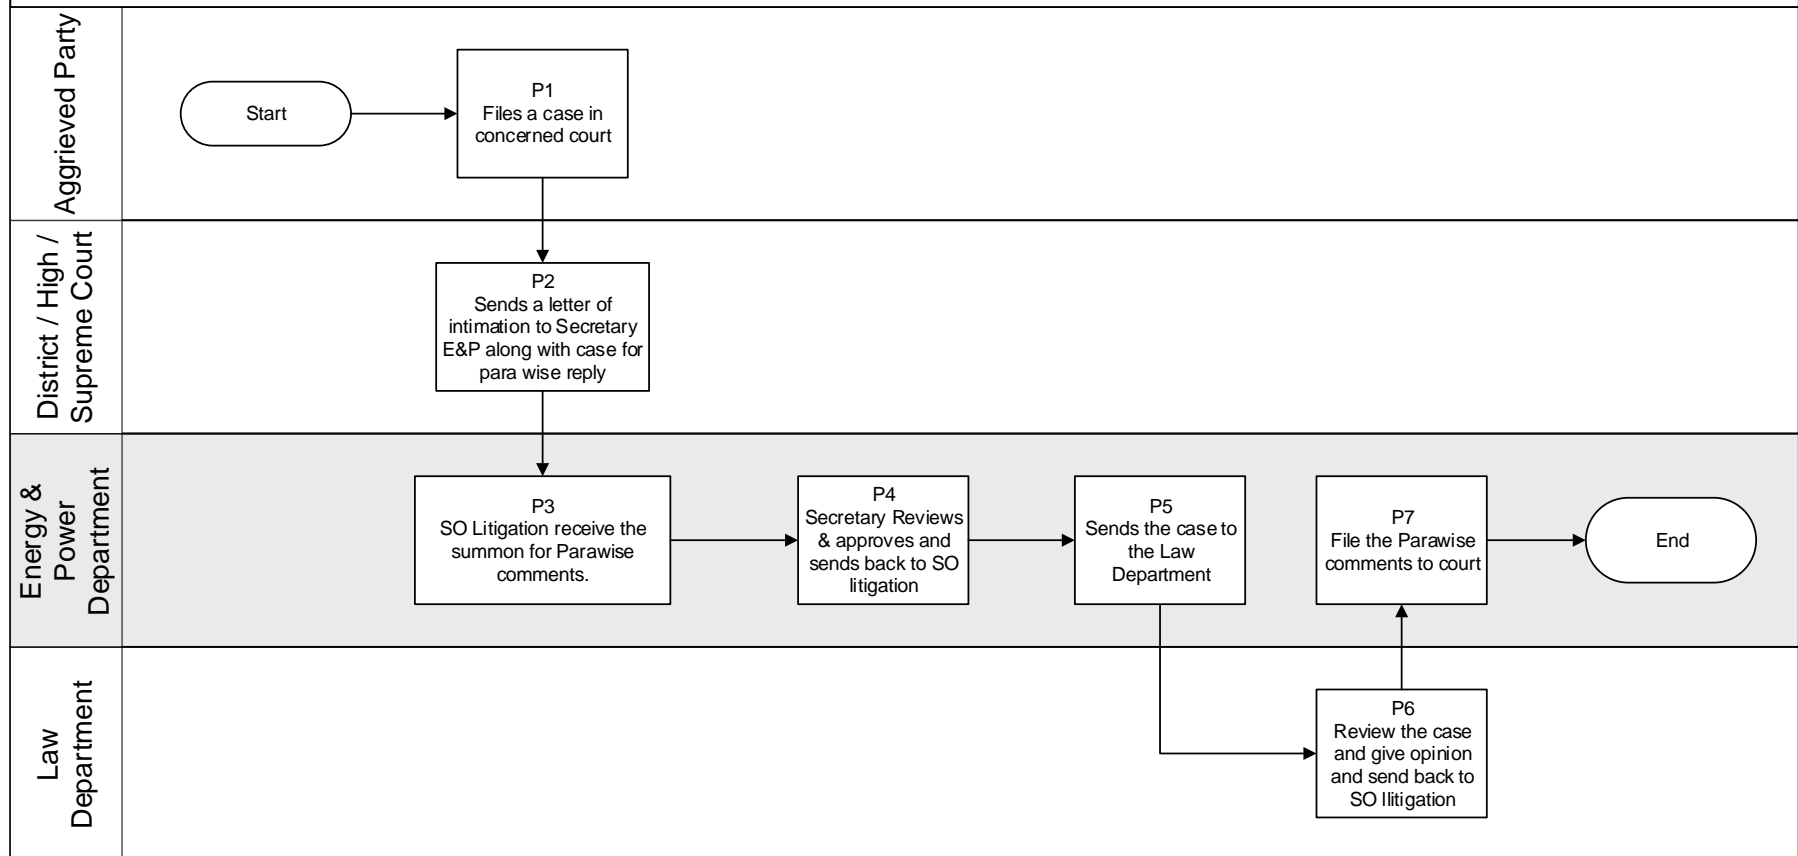 Aggrieved Party
Start
P1
Files a case in
concerned court
District / High /
Supreme Court
P2
Sends a letter of
intimation to Secretary
E&P along with case for
para wise reply
Energy &
Power
Department
P3
SO Litigation receive the
summon for Parawise
comments.
P4
Secretary Reviews
& approves and
sends back to SO
litigation
P5
Sends the case to
the Law
Department
P7
File the Parawise
comments to court
End
Law
Department
P6
Review the case
and give opinion
and send back to
SO llitigation